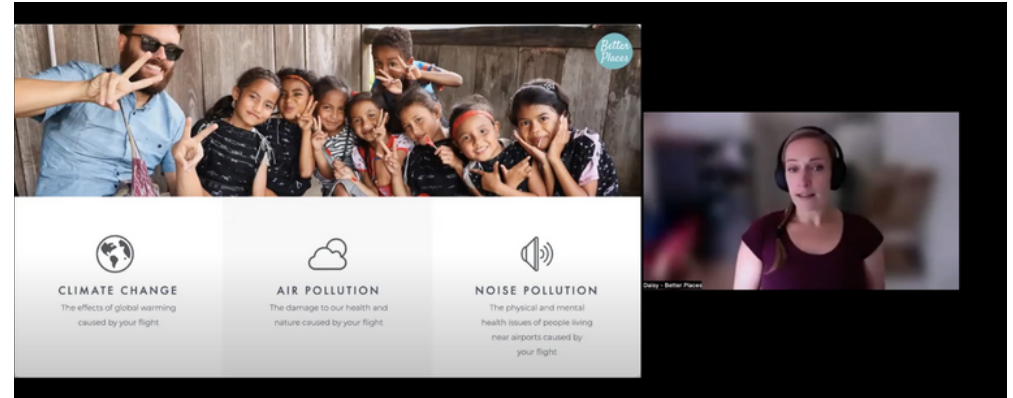 Better
Places
CLIMATE CHANGE
The effects of global warming
caused by your flight
AIR POLLUTION
The damage to our health and
nature caused by your flight
NOISE POLLUTION
The physical and mental
health issues of people living
near airports caused by
your flight
Daisy - Better Places